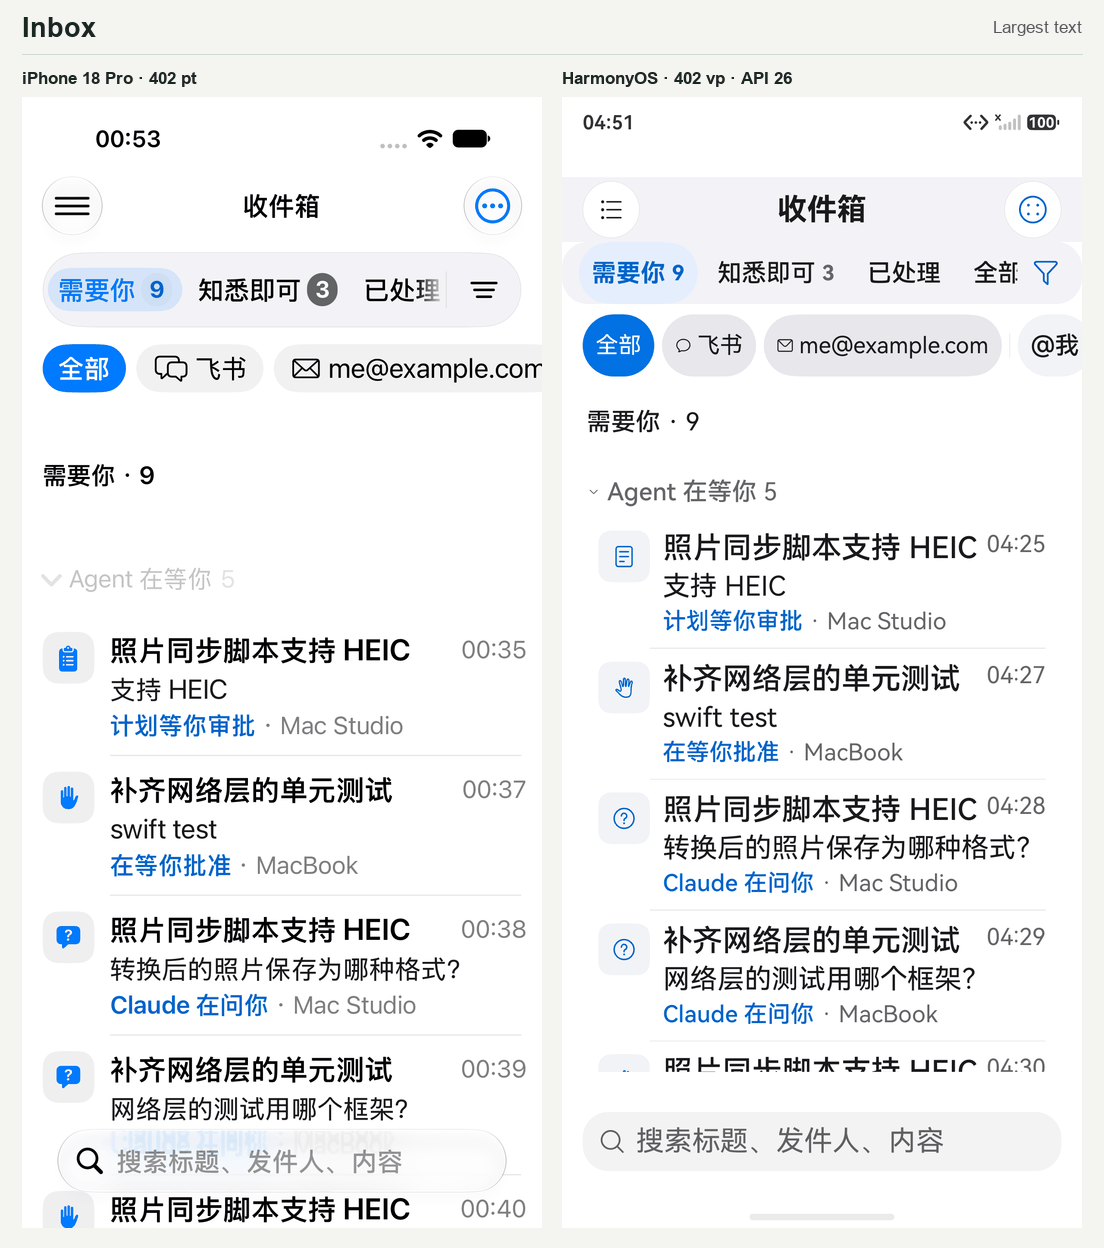 Inbox
Largest text
iPhone 18 Pro · 402 pt
00:53
收件箱
需要你 9
知悉即可 3
已处理
全部
飞书
me@example.com
需要你 · 9
Agent 在等你 5
照片同步脚本支持 HEIC 00:35
支持 HEIC
计划等你审批 · Mac Studio
补齐网络层的单元测试 00:37
swift test
在等你批准 · MacBook
照片同步脚本支持 HEIC 00:38
转换后的照片保存为哪种格式？
Claude 在问你 · Mac Studio
补齐网络层的单元测试 00:39
网络层的测试用哪个框架？
搜索标题、发件人、内容
照片同步脚本支持 HEIC 00:40
HarmonyOS · 402 vp · API 26
04:51
100
收件箱
需要你 9
知悉即可 3
已处理
全部
全部
飞书
me@example.com
@我
需要你 · 9
Agent 在等你 5
照片同步脚本支持 HEIC 04:25
支持 HEIC
计划等你审批 · Mac Studio
补齐网络层的单元测试 04:27
swift test
在等你批准 · MacBook
照片同步脚本支持 HEIC 04:28
转换后的照片保存为哪种格式？
Claude 在问你 · Mac Studio
补齐网络层的单元测试 04:29
网络层的测试用哪个框架？
Claude 在问你 · MacBook
照片同步脚本支持 HEIC 04:30
搜索标题、发件人、内容